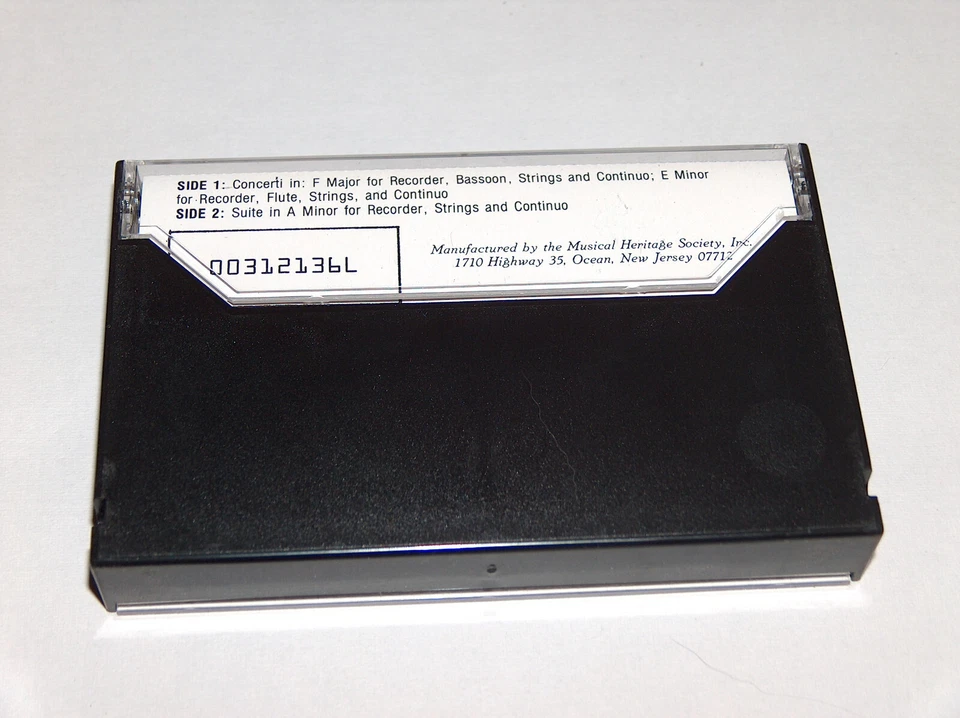 SIDE 1: Concerti in: F Major for Recorder, Bassoon, Strings and Continuo; E Minor
for Recorder, Flute, Strings, and Continuo
SIDE 2: Suite in A Minor for Recorder, Strings and Continuo
00312136L
Manufactured by the Musical Heritage Society, Inc.
1710 Highway 35, Ocean, New Jersey 07712